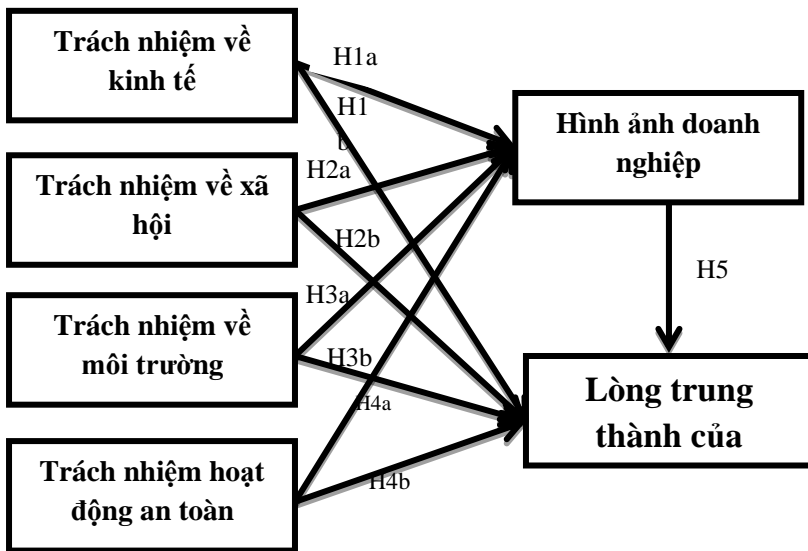 Trách nhiệm về
kinh tế
H1a
H1
b
Hình ảnh doanh
nghiệp
Trách nhiệm về xã
hội
H2a
H2b
H5
Trách nhiệm về
môi trường
H3a
H3b
H4a
Lòng trung
thành của
Trách nhiệm hoạt
động an toàn
H4b